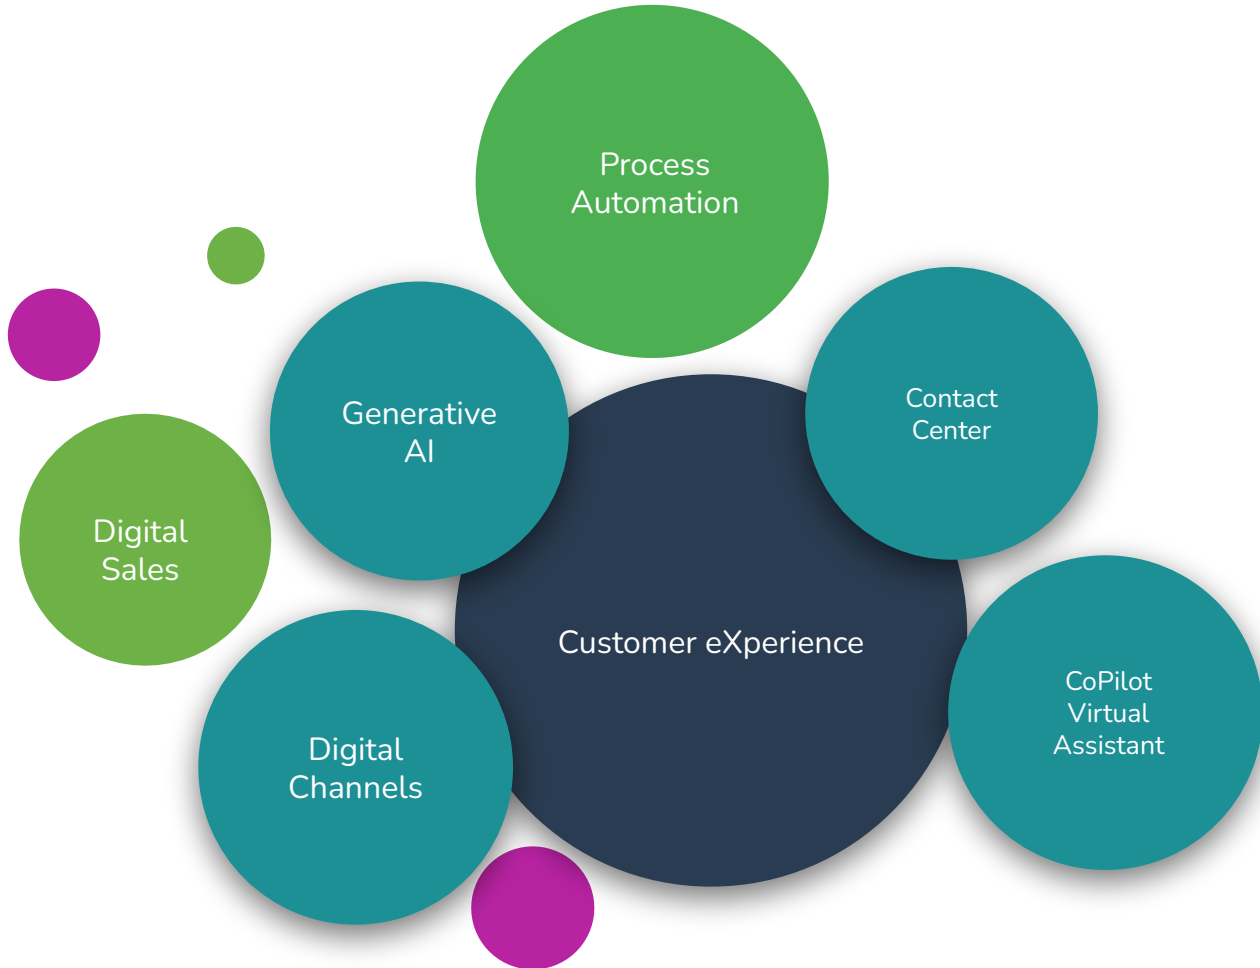 Process
Automation
Generative
AI
Contact
Center
Digital
Sales
Customer eXperience
CoPilot
Virtual
Assistant
Digital
Channels